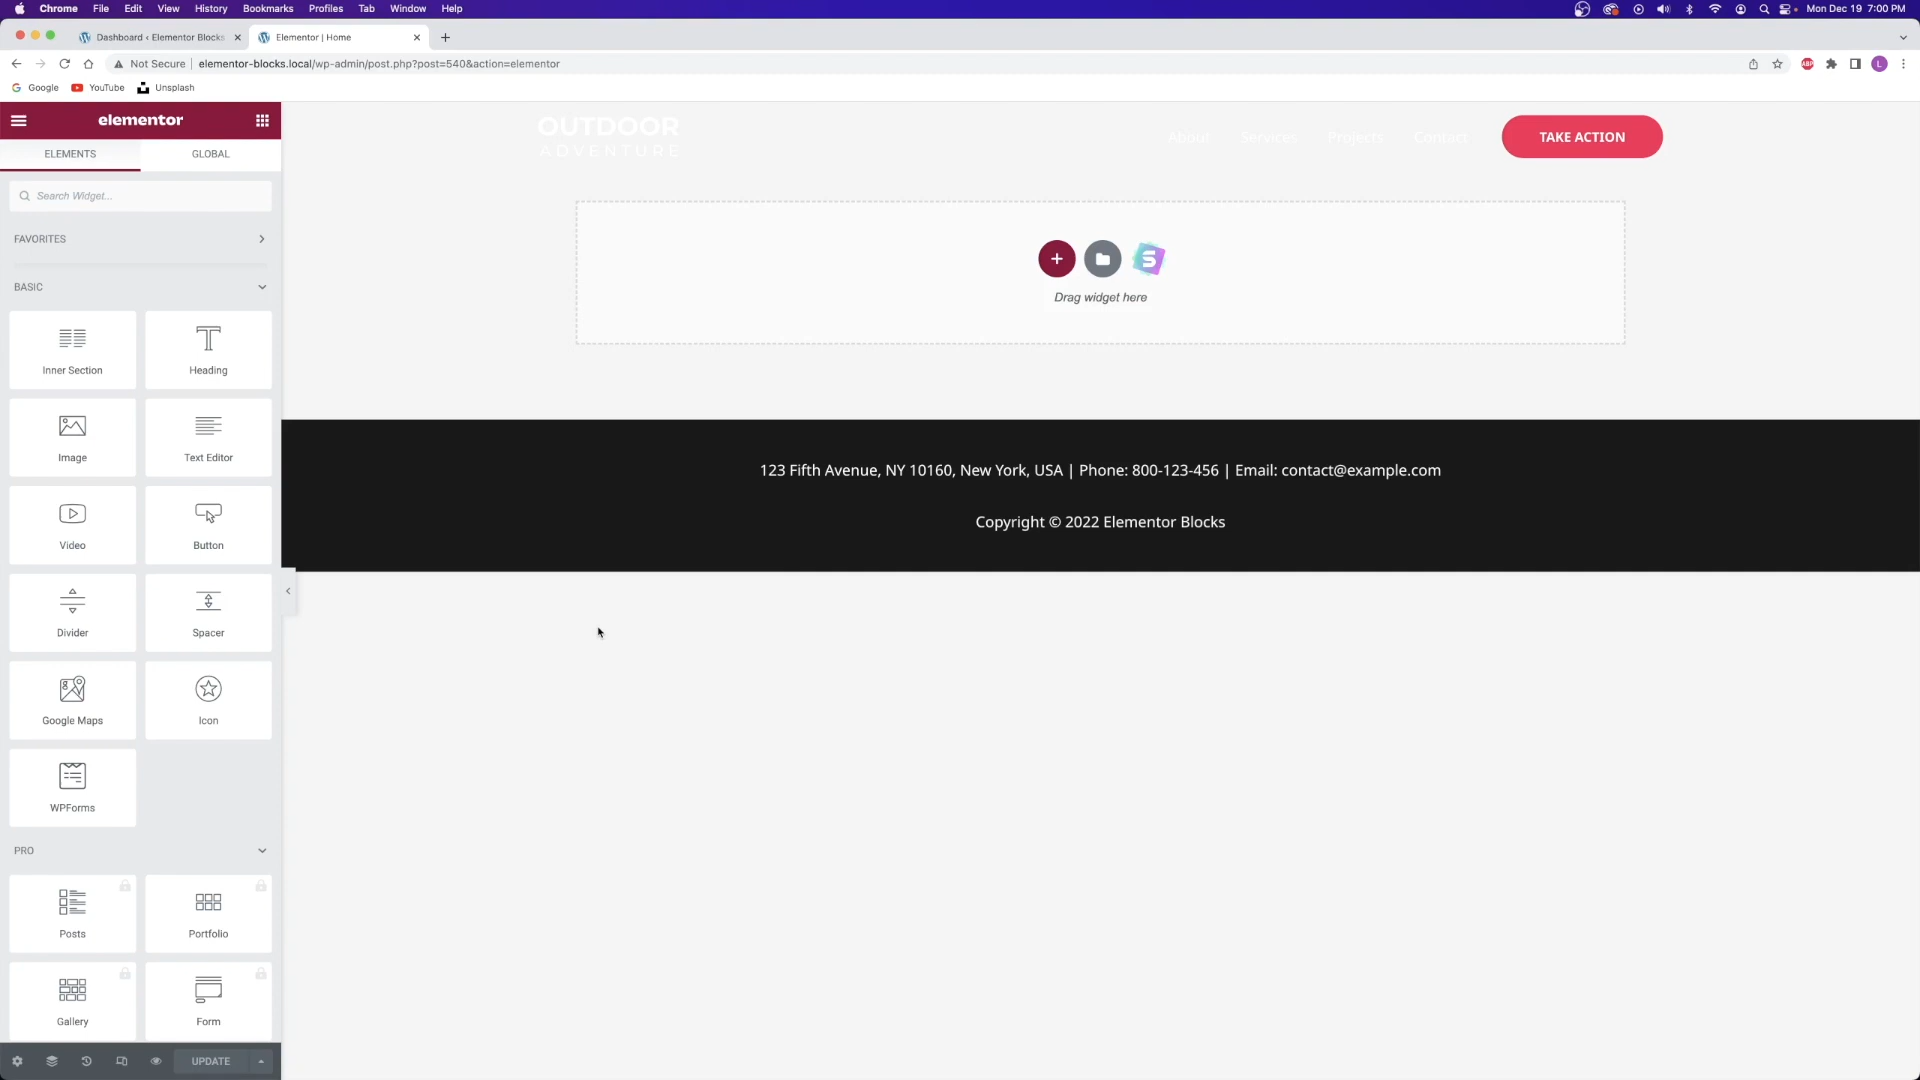 Chrome File Edit View History Bookmarks Profiles Tab Window Help Mon Dec 19 7:00 PM
Dashboard ‹ Elementor Blocks Elementor | Home
Not Secure elementor-blocks.local/wp-admin/post.php?post=540&action=elementor ABP L
Google YouTube Unsplash
elementor
ELEMENTS GLOBAL
Search Widget...
FAVORITES
BASIC
Inner Section Heading
Image Text Editor
Video Button
Divider Spacer
Google Maps Icon
WPForms
PRO
Posts Portfolio
Gallery Form
UPDATE
OUTDOOR
ADVENTURE
About Services Projects Contact TAKE ACTION
S
Drag widget here
123 Fifth Avenue, NY 10160, New York, USA | Phone: 800-123-456 | Email: contact@example.com
Copyright © 2022 Elementor Blocks